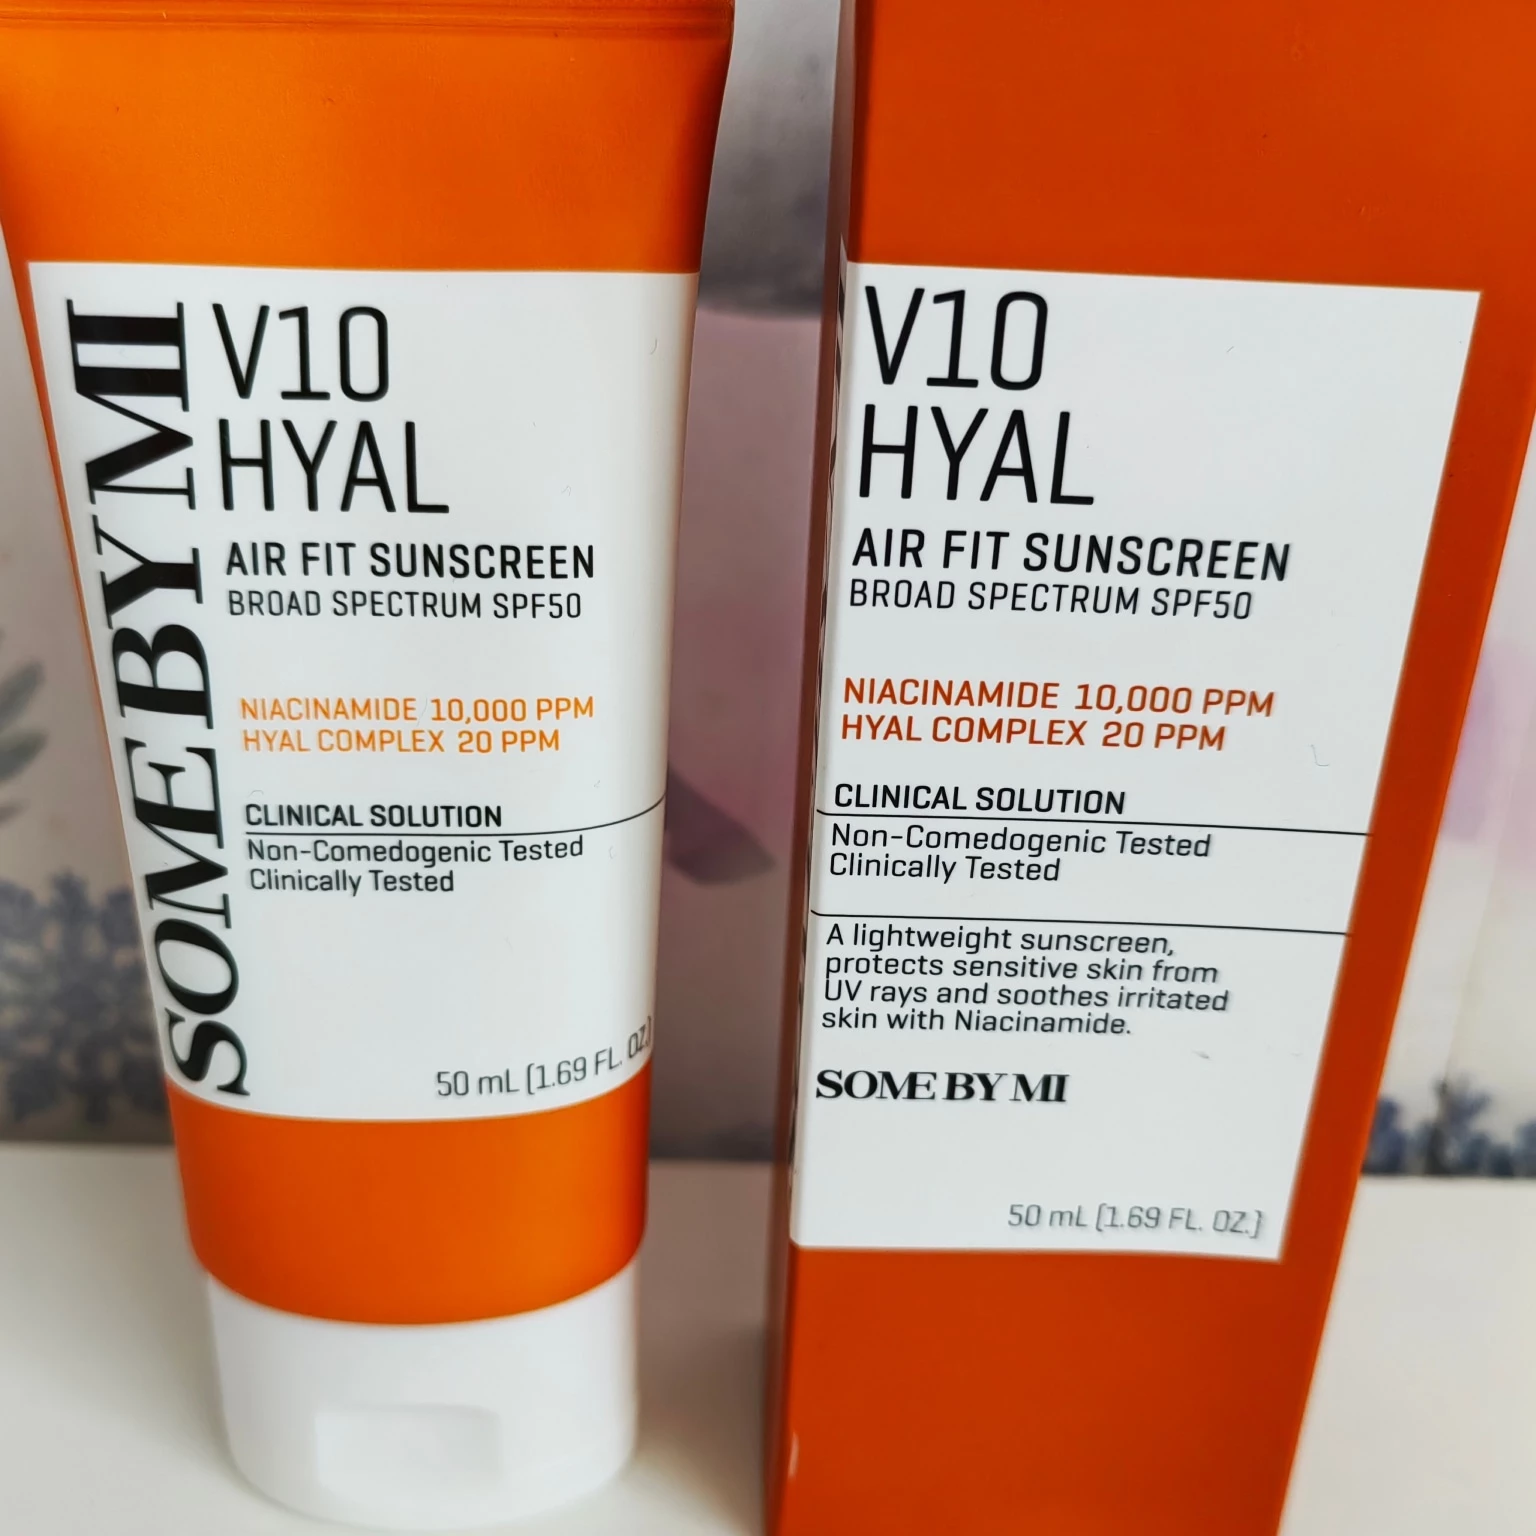 SOMEBYMI
V10
HYAL
AIR FIT SUNSCREEN
BROAD SPECTRUM SPF50
NIACINAMIDE 10,000 PPM
HYAL COMPLEX 20 PPM
CLINICAL SOLUTION
Non-Comedogenic Tested
Clinically Tested
50 mL [1.69 FL. OZ.]
V10
HYAL
AIR FIT SUNSCREEN
BROAD SPECTRUM SPF50
NIACINAMIDE 10,000 PPM
HYAL COMPLEX 20 PPM
CLINICAL SOLUTION
Non-Comedogenic Tested
Clinically Tested
A lightweight sunscreen,
protects sensitive skin from
UV rays and soothes irritated
skin with Niacinamide.
SOME BY MI
50 mL [1.69 FL. OZ.]